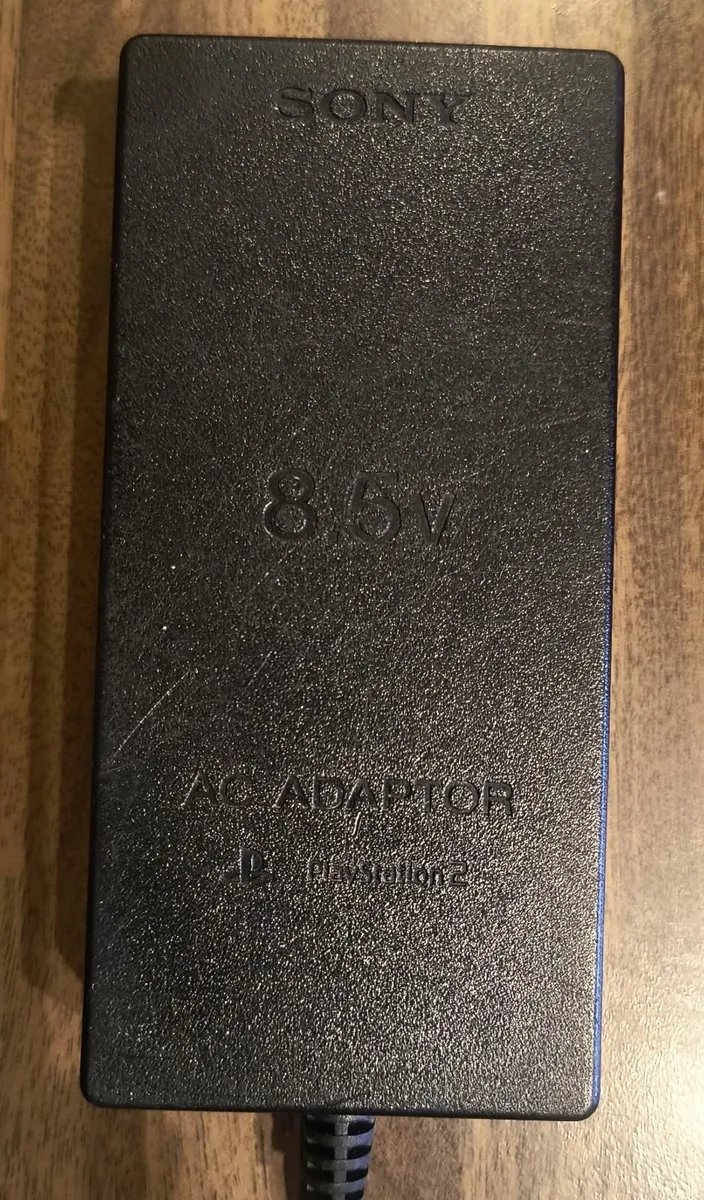 SONY
8.5V
AC ADAPTOR
PlayStation 2